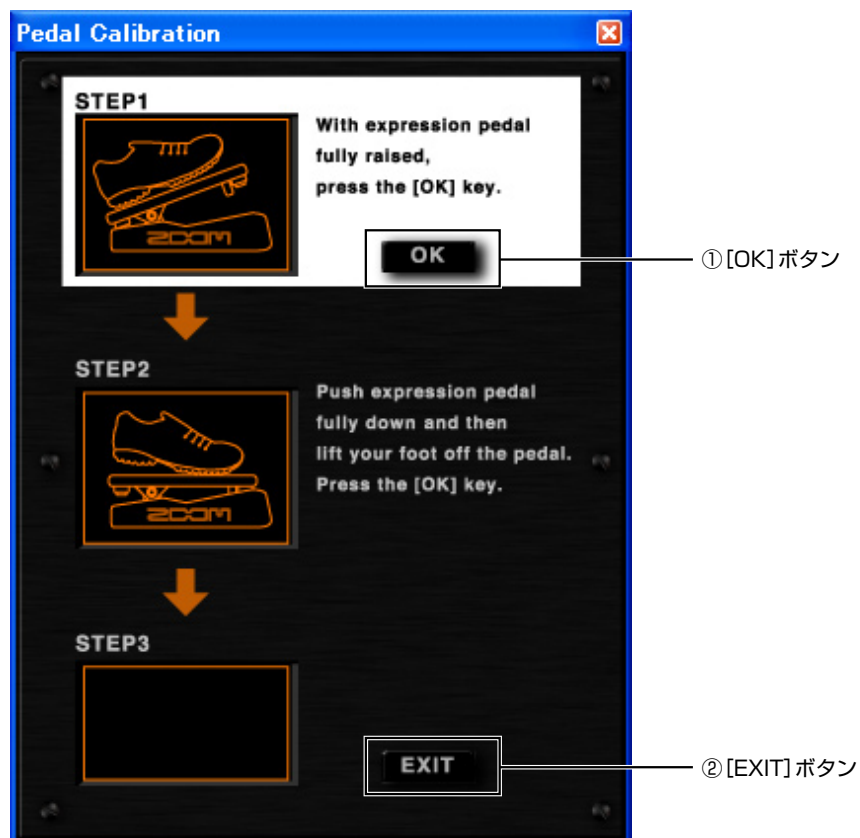 Pedal Calibration
STEP1
With expression pedal
fully raised,
press the [OK] key.
ZOOM
OK
①[OK]ボタン
STEP2
Push expression pedal
fully down and then
lift your foot off the pedal.
Press the [OK] key.
ZOOM
STEP3
EXIT
②[EXIT]ボタン